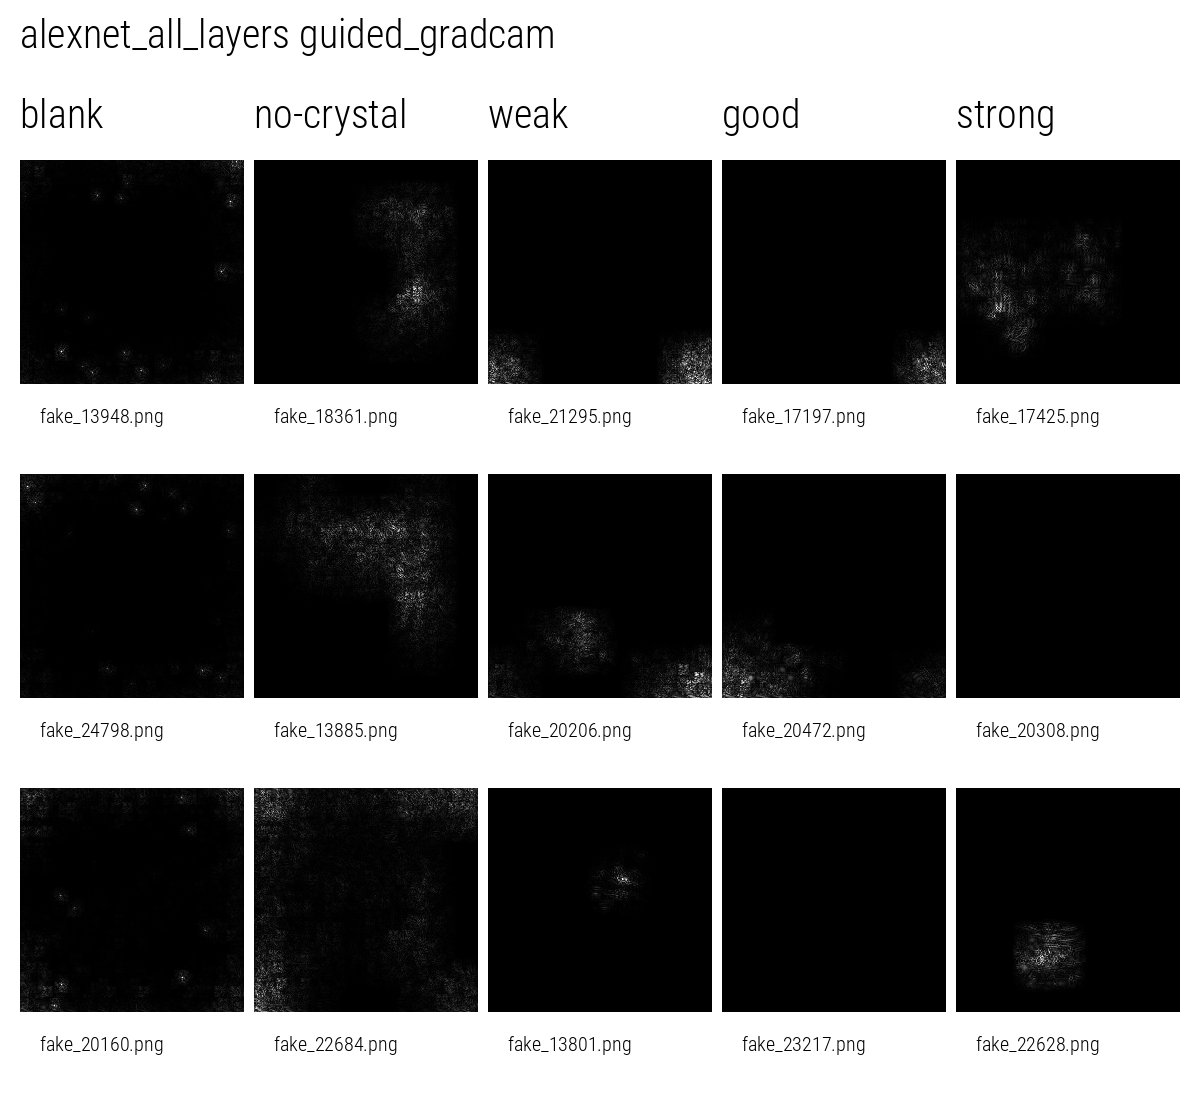 alexnet_all_layers guided_gradcam
blank no-crystal weak good strong
fake_13948.png fake_18361.png fake_21295.png fake_17197.png fake_17425.png
fake_24798.png fake_13885.png fake_20206.png fake_20472.png fake_20308.png
fake_20160.png fake_22684.png fake_13801.png fake_23217.png fake_22628.png